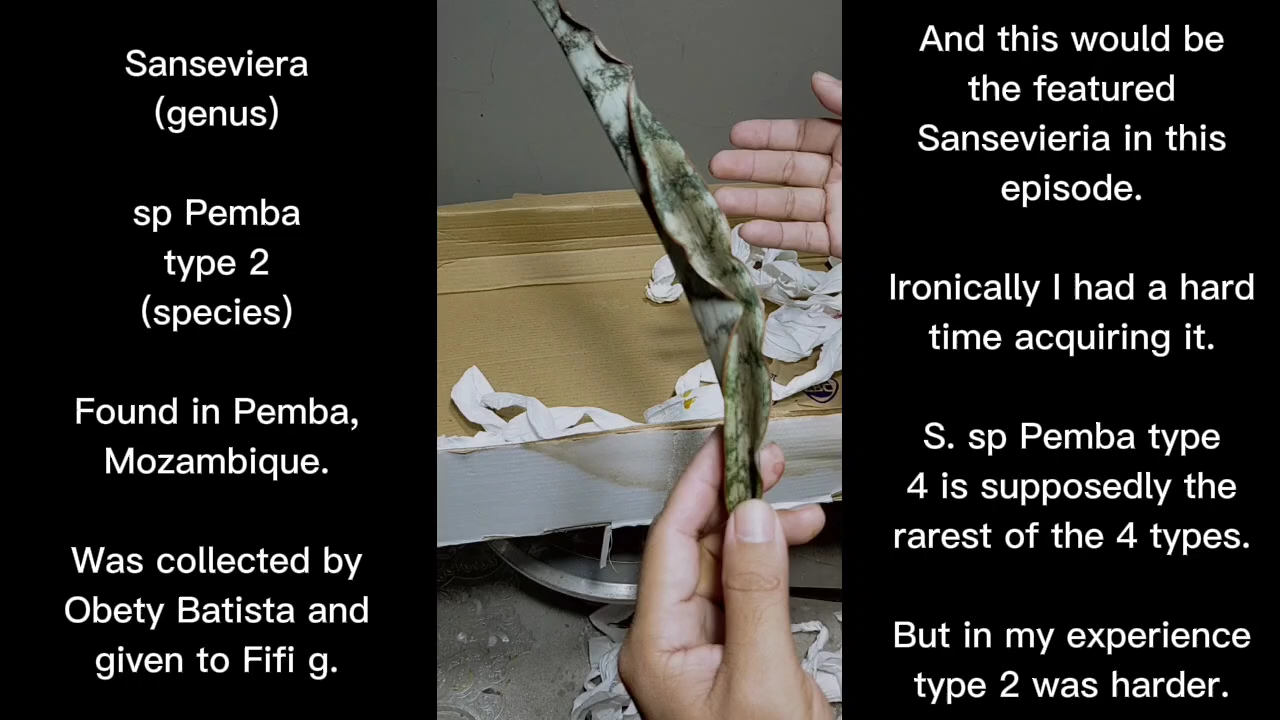 Sanseviera
(genus)
sp Pemba
type 2
(species)
Found in Pemba,
Mozambique.
Was collected by
Obety Batista and
given to Fifi g.
And this would be
the featured
Sansevieria in this
episode.
Ironically I had a hard
time acquiring it.
S. sp Pemba type
4 is supposedly the
rarest of the 4 types.
But in my experience
type 2 was harder.